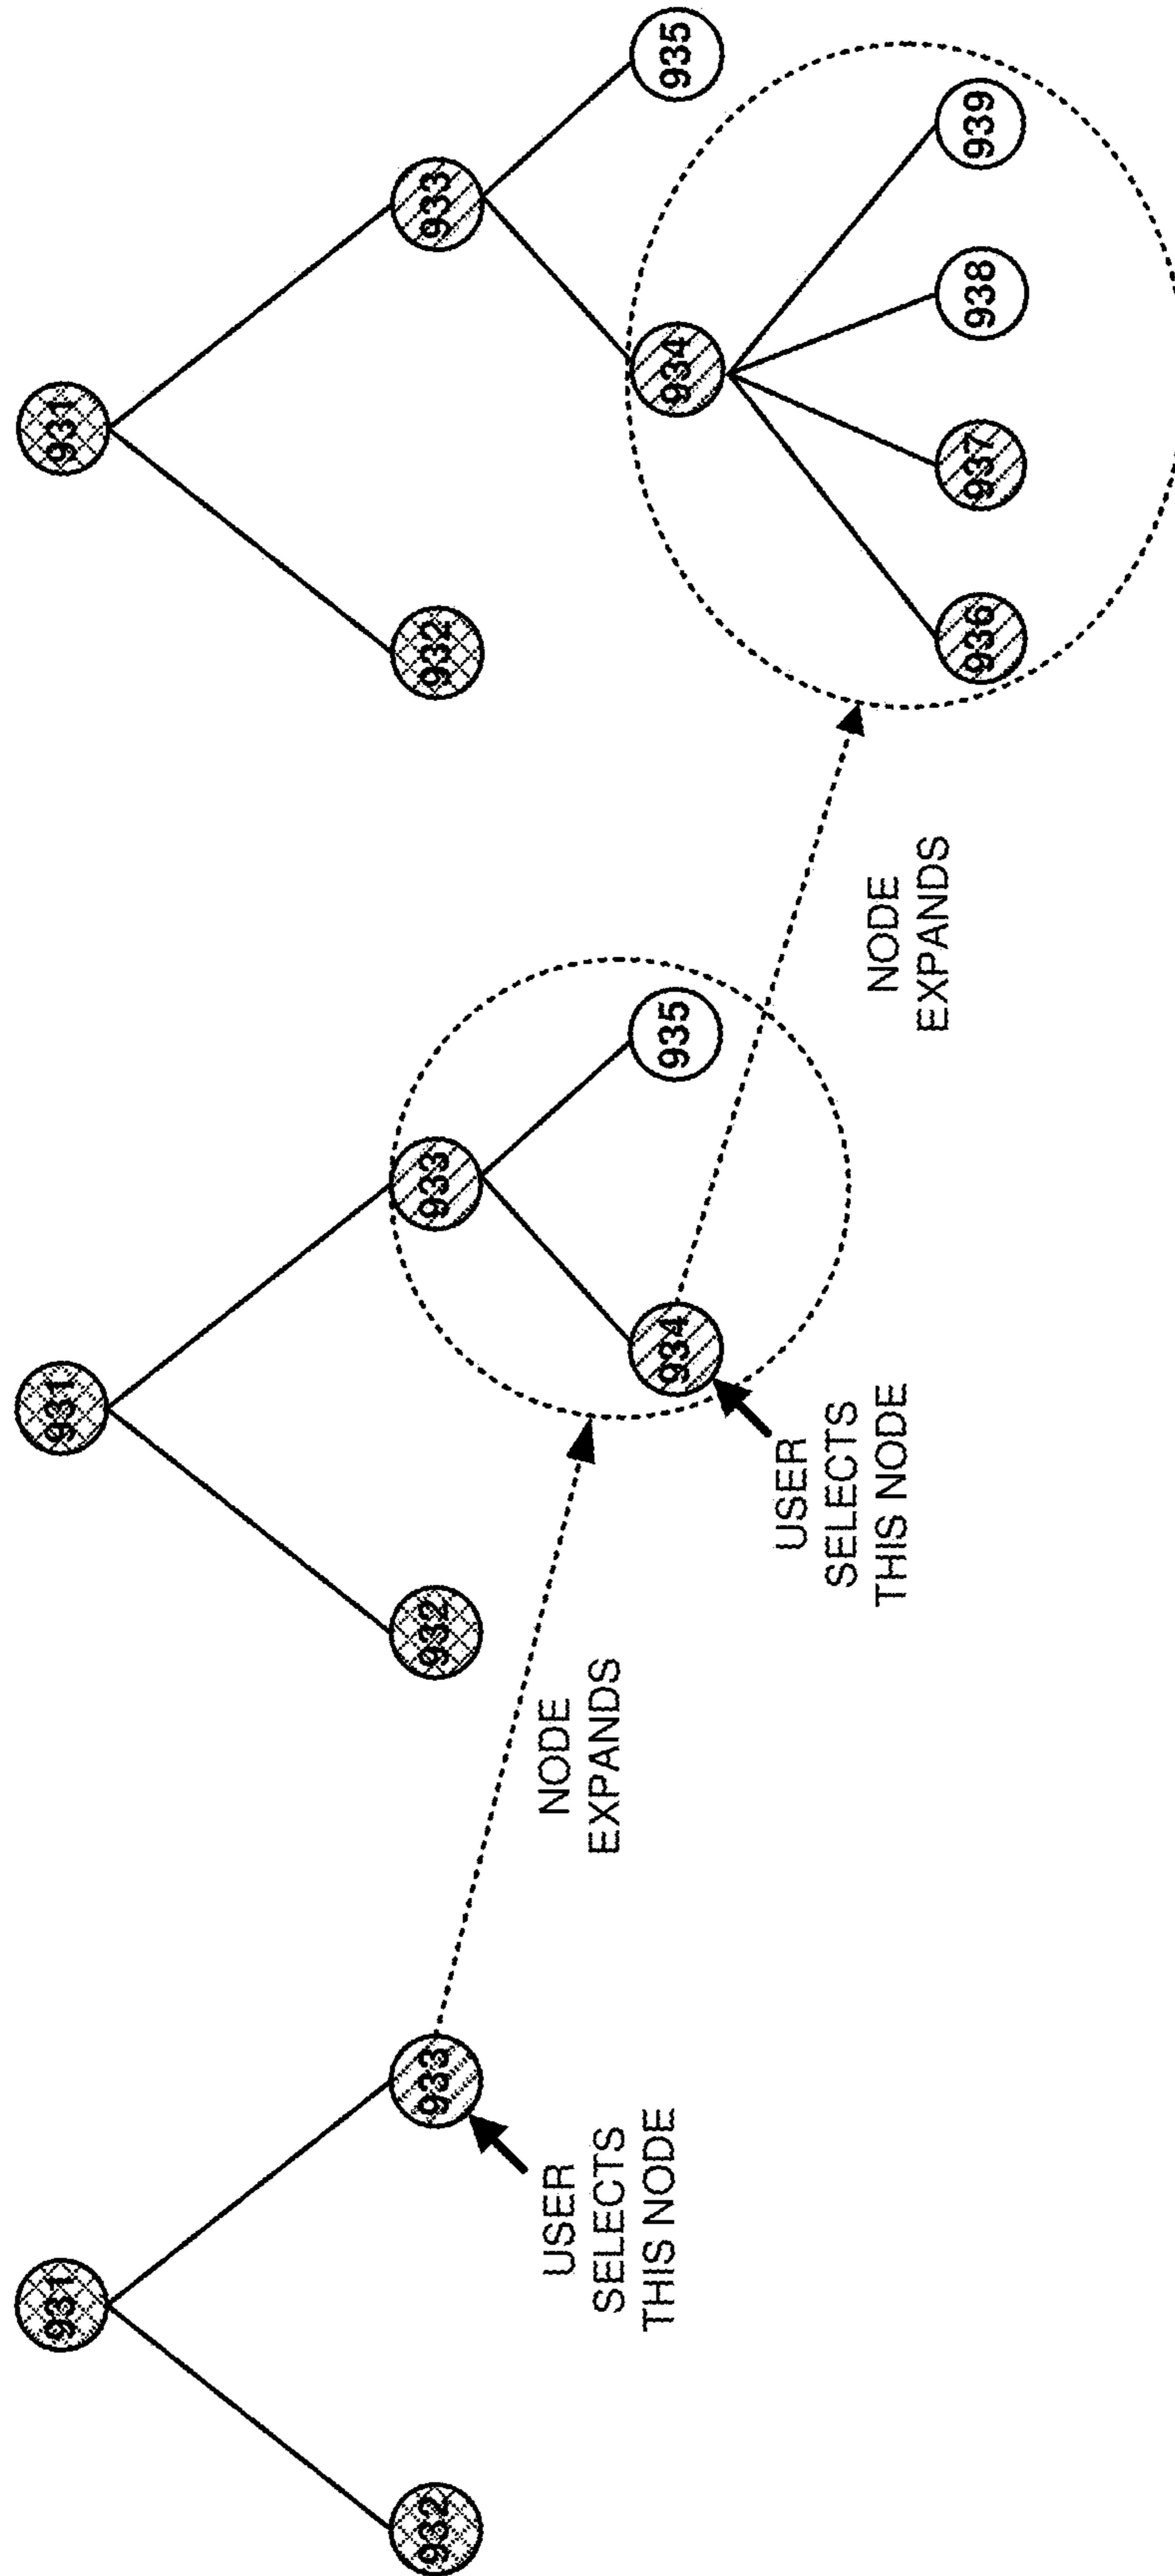 931
932
933
USER
SELECTS
THIS NODE
NODE
EXPANDS
931
932
933
934
935
USER
SELECTS
THIS NODE
NODE
EXPANDS
931
932
933
934
935
936
937
938
939